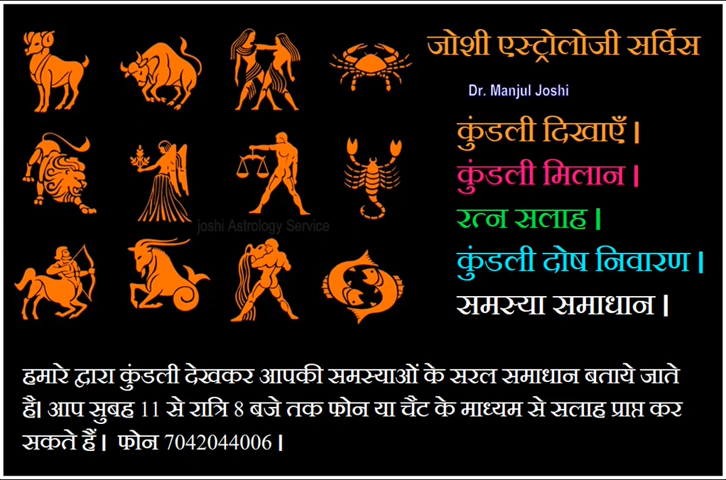 जोशी एस्ट्रोलोजी सर्विस
Dr. Manjul Joshi
कुंडली दिखाएँ |
कुंडली मिलान |
रत्न सलाह |
कुंडली दोष निवारण |
समस्या समाधान |
joshi Astrology Service
हमारे द्वारा कुंडली देखकर आपकी समस्याओं के सरल समाधान बताये जाते
है। आप सुबह 11 से रात्रि 8 बजे तक फोन या चैट के माध्यम से सलाह प्राप्त कर
सकते हैं | फोन 7042044006 |